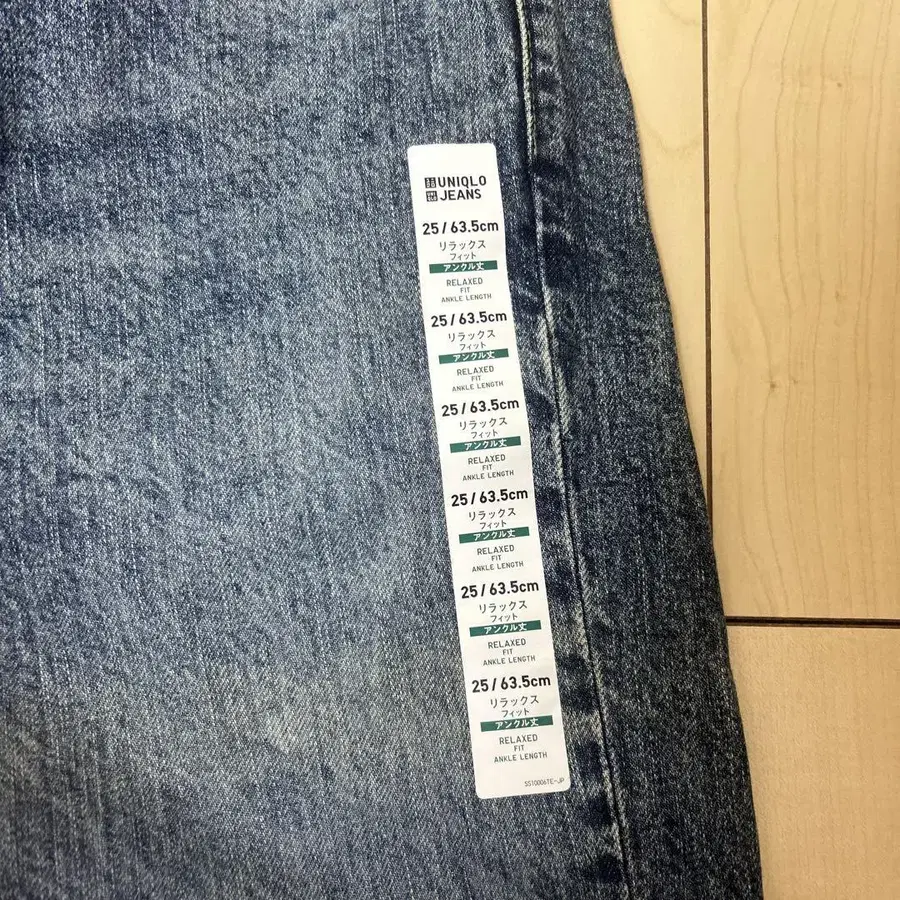 UNIQLO
JEANS
25/63.5cm
リラックス
フィット
アンクル丈
RELAXED
FIT
ANKLE LENGTH
25/63.5cm
リラックス
フィット
アンクル丈
RELAXED
FIT
ANKLE LENGTH
25/63.5cm
リラックス
フィット
アンクル丈
RELAXED
FIT
ANKLE LENGTH
25/63.5cm
リラックス
フィット
アンクル丈
RELAXED
FIT
ANKLE LENGTH
25/63.5cm
リラックス
フィット
アンクル丈
RELAXED
FIT
ANKLE LENGTH
25/63.5cm
リラックス
フィット
アンクル丈
RELAXED
FIT
ANKLE LENGTH
SS10006TE-JP